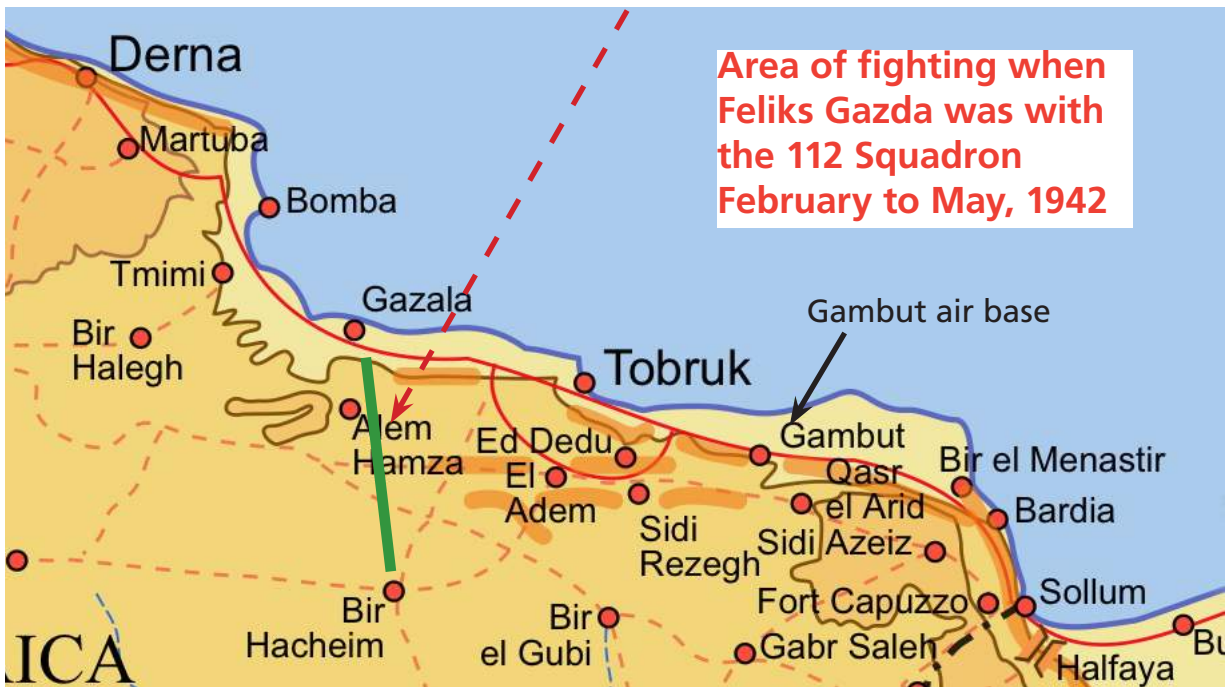 Derna
Area of fighting when
Feliks Gazda was with
the 112 Squadron
February to May, 1942
Martuba
Bomba
Tmimi
Gazala
Gambut air base
Bir
Halegh
Tobruk
Alem
Hamza
Ed Dedu
El
Adem
Gambut
Qasr
el Arid
Bir el Menastir
Bardia
Sidi
Rezegh
Sidi Azeiz
Fort Capuzzo
Sollum
Bir
Hacheim
Bir
el Gubi
Gabr Saleh
Halfaya
Bu
ICA